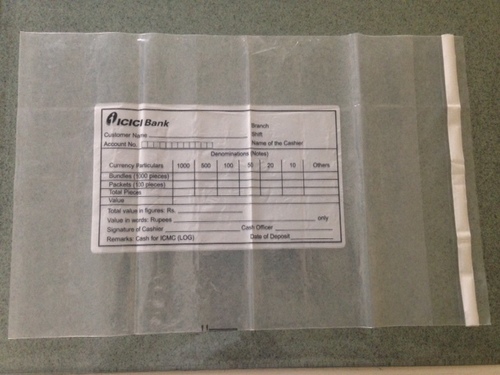 ICICI Bank
Branch
Customer Name
Shift
Account No.
Name of the Cashier
Denominations (Notes)
Currency Particulars 1000 500 100 50 20 10 Others
Bundles (1000 pieces)
Packets (100 pieces)
Total Pieces
Value
Total value in figures: Rs.
Value in words: Rupees only
Signature of Cashier Cash Officer
Remarks: Cash for ICMC (LOG) Date of Deposit